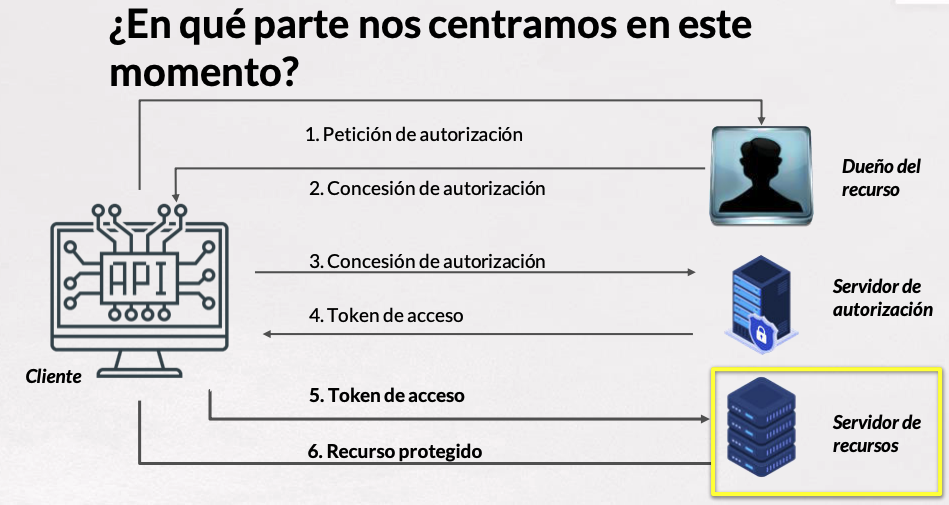 ¿En qué parte nos centramos en este
momento?
1. Petición de autorización
2. Concesión de autorización
Dueño del
recurso
API
3. Concesión de autorización
4. Token de acceso
Servidor de
autorización
Cliente
5. Token de acceso
6. Recurso protegido
Servidor de
recursos